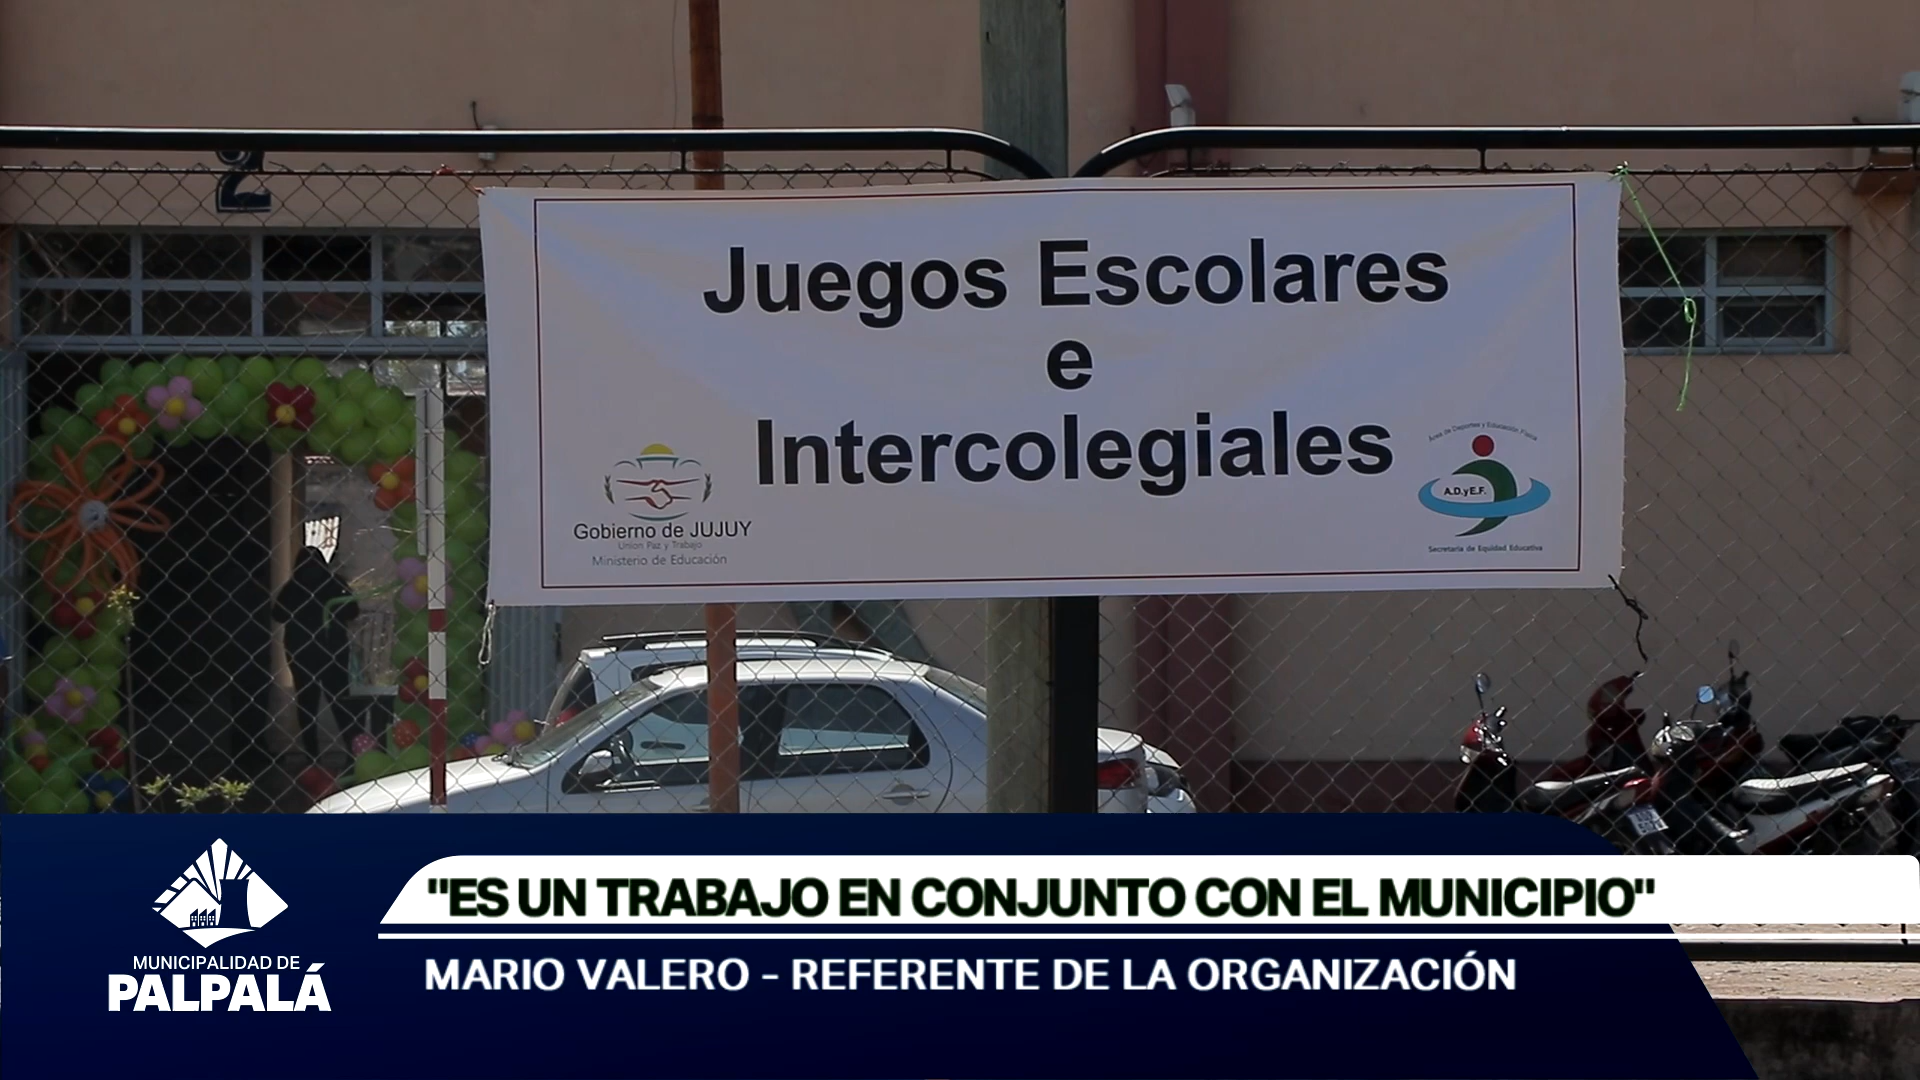 2
Juegos Escolares
e
Intercolegiales
Gobierno de JUJUY
Union Paz y Trabajo
Ministerio de Educación
Área de Deportes y Educación Física
A.D.yE.F.
Secretaría de Equidad Educativa
"ES UN TRABAJO EN CONJUNTO CON EL MUNICIPIO"
MARIO VALERO - REFERENTE DE LA ORGANIZACIÓN
MUNICIPALIDAD DE
PALPALÁ